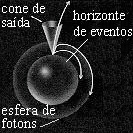 cone de
saída
horizonte
de eventos
esfera de
fotons